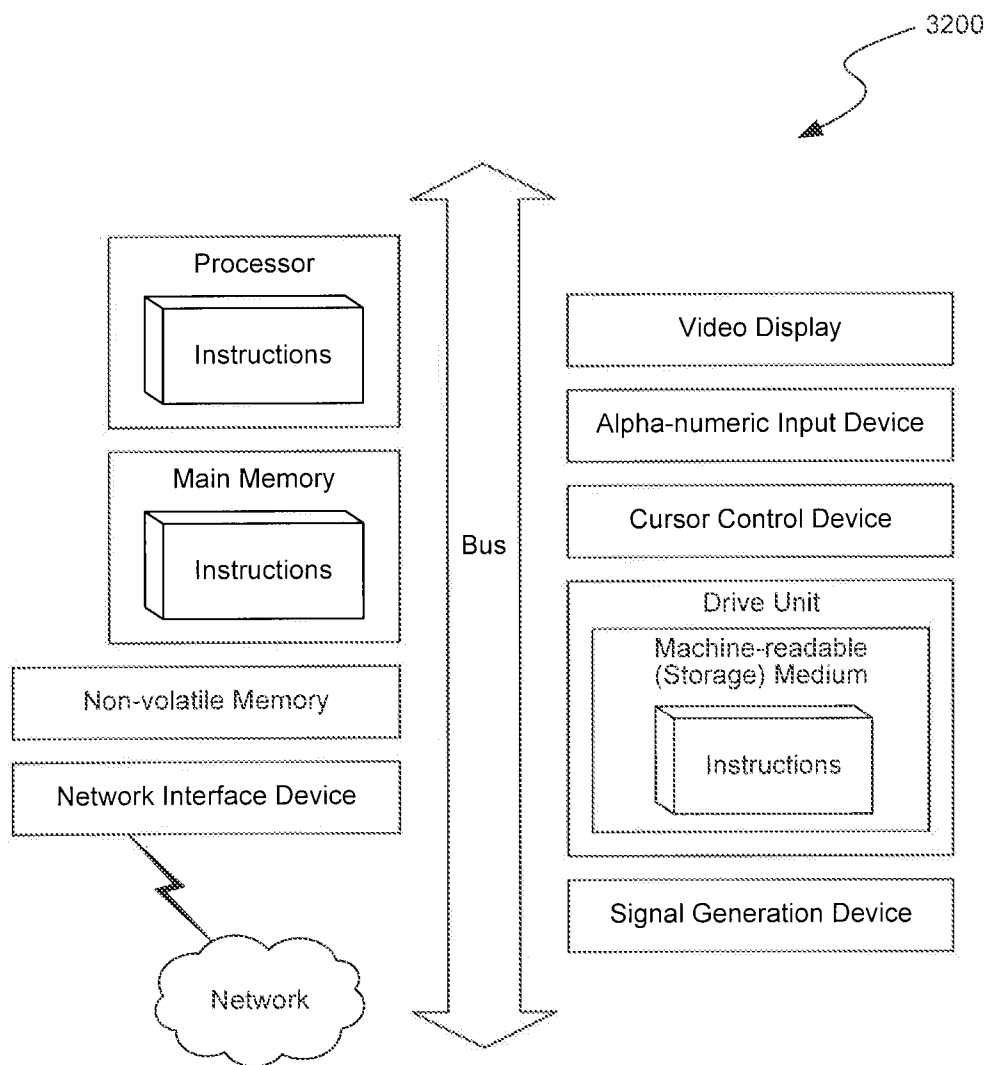 3200
Processor
Instructions
Main Memory
Instructions
Non-volatile Memory
Network Interface Device
Network
Bus
Video Display
Alpha-numeric Input Device
Cursor Control Device
Drive Unit
Machine-readable
(Storage) Medium
Instructions
Signal Generation Device